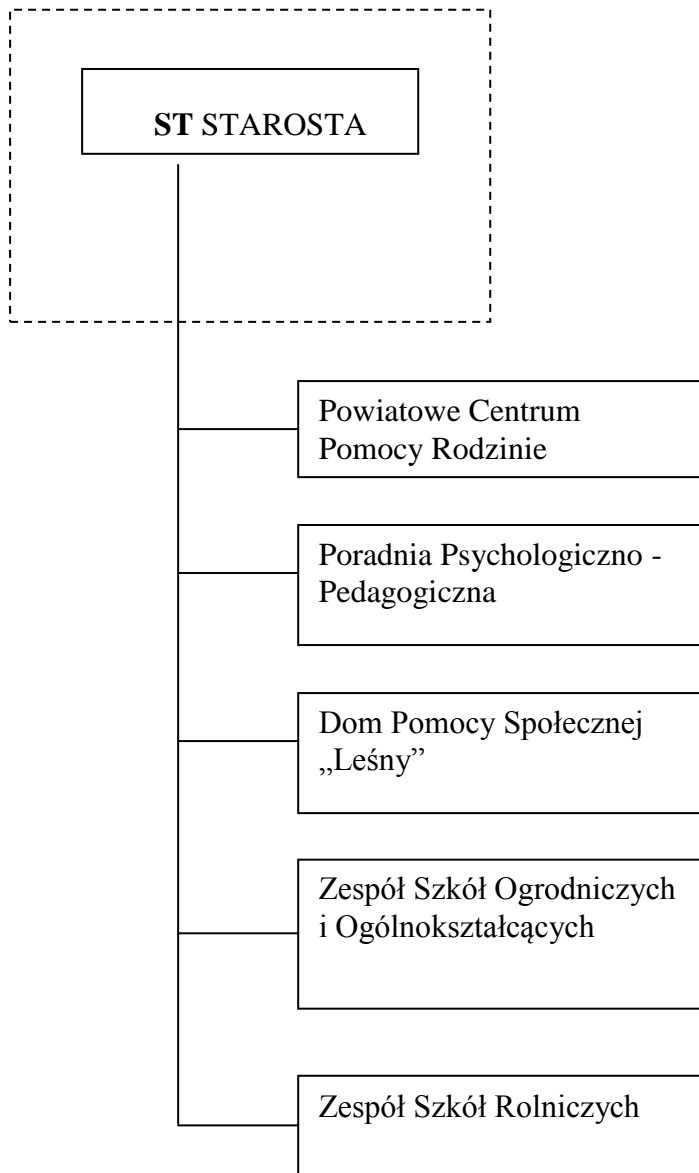 ST STAROSTA
Powiatowe Centrum
Pomocy Rodzinie
Poradnia Psychologiczno -
Pedagogiczna
Dom Pomocy Społecznej
„Leśny”
Zespół Szkół Ogrodniczych
i Ogólnokształcących
Zespół Szkół Rolniczych